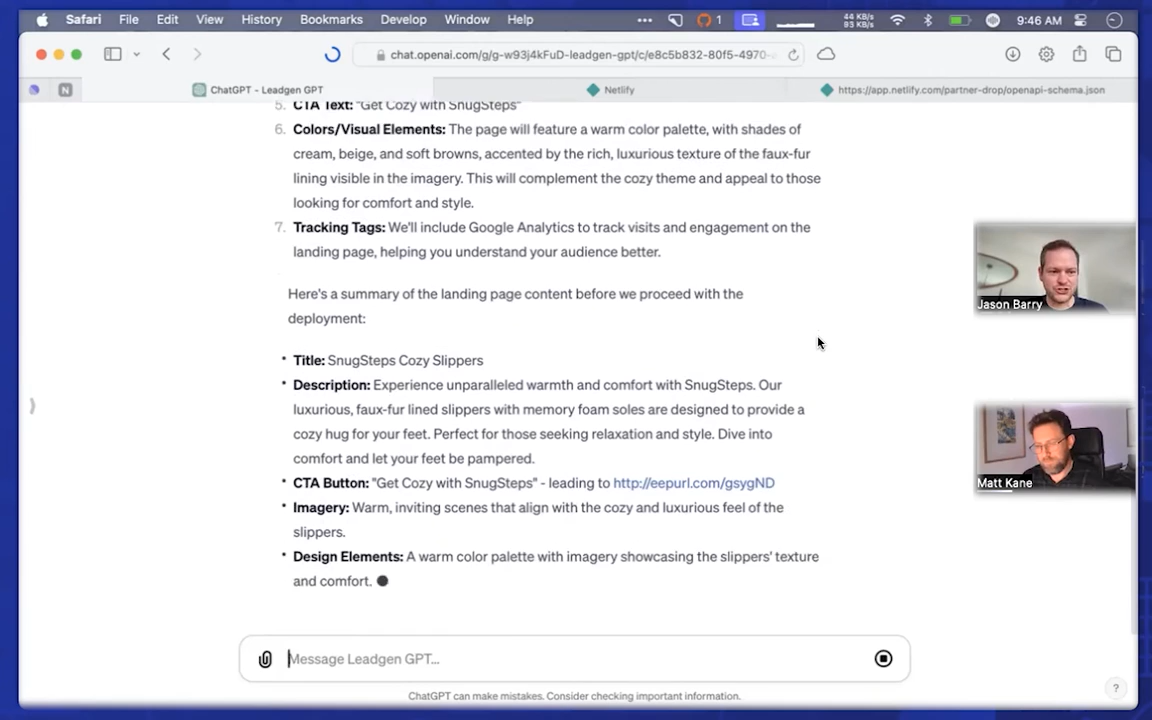 Safari File Edit View History Bookmarks Develop Window Help ••• 1 44 KB/s 93 KB/s 9:46 AM
chat.openai.com/g/g-w93j4kFuD-leadgen-gpt/c/e8c5b832-80f5-4970-
N ChatGPT - Leadgen GPT Netlify https://app.netlify.com/partner-drop/openapi-schema.json
5. CTA Text: "Get Cozy with SnugSteps"
6. Colors/Visual Elements: The page will feature a warm color palette, with shades of
cream, beige, and soft browns, accented by the rich, luxurious texture of the faux-fur
lining visible in the imagery. This will complement the cozy theme and appeal to those
looking for comfort and style.
7. Tracking Tags: We'll include Google Analytics to track visits and engagement on the
landing page, helping you understand your audience better.
Here's a summary of the landing page content before we proceed with the
deployment:
• Title: SnugSteps Cozy Slippers
• Description: Experience unparalleled warmth and comfort with SnugSteps. Our
luxurious, faux-fur lined slippers with memory foam soles are designed to provide a
cozy hug for your feet. Perfect for those seeking relaxation and style. Dive into
comfort and let your feet be pampered.
• CTA Button: "Get Cozy with SnugSteps" - leading to http://eepurl.com/gsygND
• Imagery: Warm, inviting scenes that align with the cozy and luxurious feel of the
slippers.
• Design Elements: A warm color palette with imagery showcasing the slippers' texture
and comfort.
Message Leadgen GPT...
ChatGPT can make mistakes. Consider checking important information.
?
Jason Barry
Matt Kane